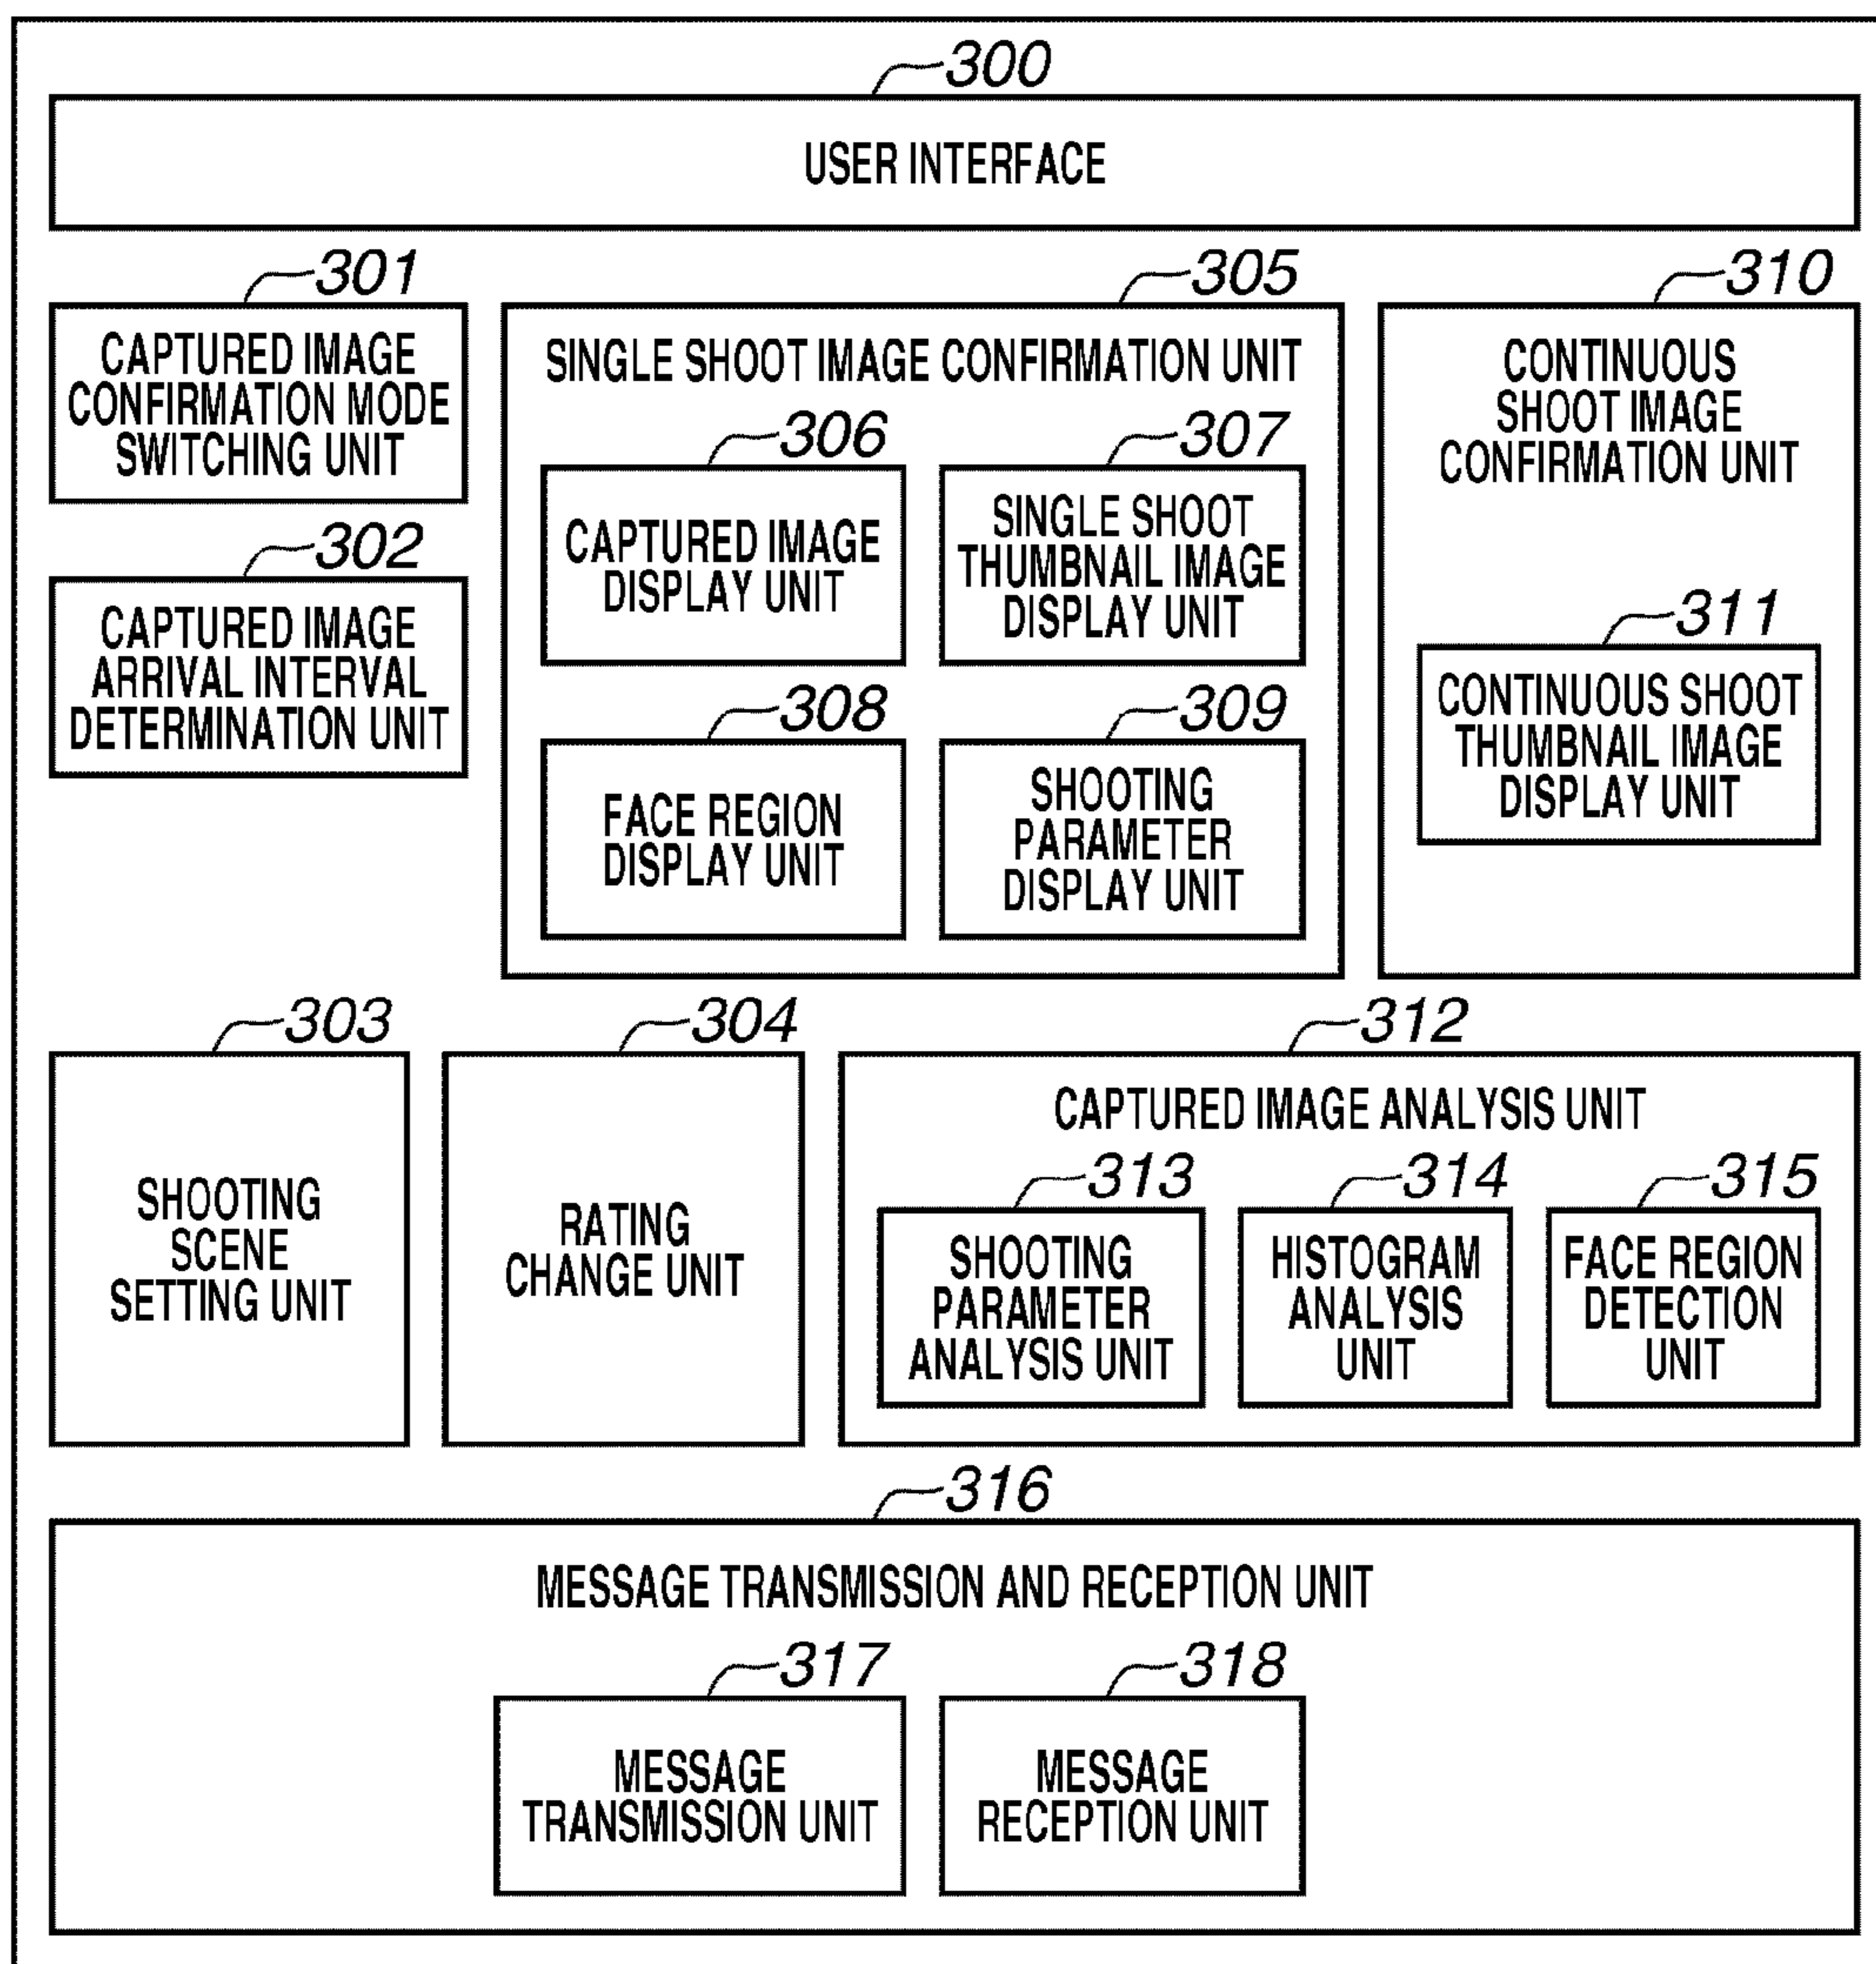 300
USER INTERFACE
301
CAPTURED IMAGE
CONFIRMATION MODE
SWITCHING UNIT
302
CAPTURED IMAGE
ARRIVAL INTERVAL
DETERMINATION UNIT
305
SINGLE SHOOT IMAGE CONFIRMATION UNIT
306
CAPTURED IMAGE
DISPLAY UNIT
307
SINGLE SHOOT
THUMBNAIL IMAGE
DISPLAY UNIT
308
FACE REGION
DISPLAY UNIT
309
SHOOTING
PARAMETER
DISPLAY UNIT
310
CONTINUOUS
SHOOT IMAGE
CONFIRMATION UNIT
311
CONTINUOUS SHOOT
THUMBNAIL IMAGE
DISPLAY UNIT
303
SHOOTING
SCENE
SETTING UNIT
304
RATING
CHANGE UNIT
312
CAPTURED IMAGE ANALYSIS UNIT
313
SHOOTING
PARAMETER
ANALYSIS UNIT
314
HISTOGRAM
ANALYSIS
UNIT
315
FACE REGION
DETECTION
UNIT
316
MESSAGE TRANSMISSION AND RECEPTION UNIT
317
MESSAGE
TRANSMISSION UNIT
318
MESSAGE
RECEPTION UNIT